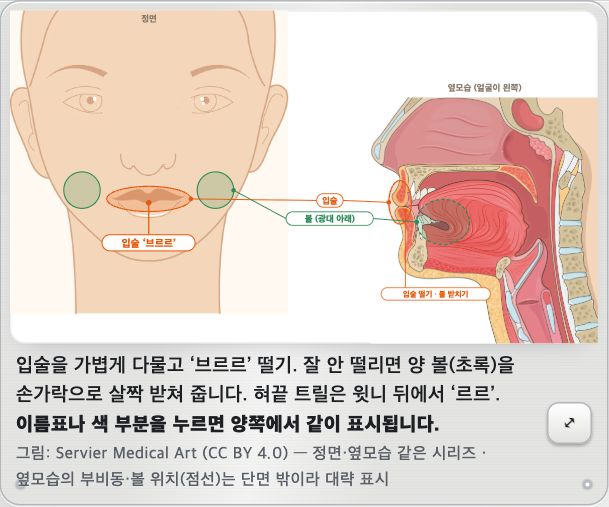 정면
옆모습 (얼굴이 왼쪽)
입술
볼 (광대 아래)
입술 '브르르'
입술 떨기 · 볼 받치기
입술을 가볍게 다물고 '브르르' 떨기. 잘 안 떨리면 양 볼(초록)을
손가락으로 살짝 받쳐 줍니다. 혀끝 트릴은 윗니 뒤에서 '르르'.
이름표나 색 부분을 누르면 양쪽에서 같이 표시됩니다.
그림: Servier Medical Art (CC BY 4.0) — 정면·옆모습 같은 시리즈 ·
옆모습의 부비동·볼 위치(점선)는 단면 밖이라 대략 표시